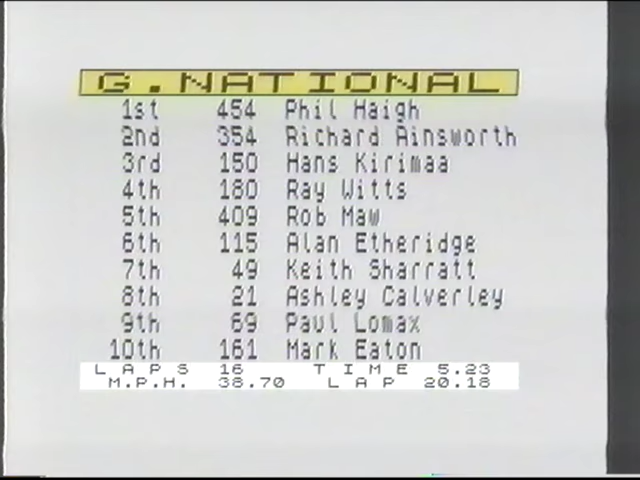 G.NATIONAL
1st 454 Phil Haigh
2nd 354 Richard Ainsworth
3rd 150 Hans Kirimaa
4th 180 Ray Witts
5th 409 Rob Maw
6th 115 Alan Etheridge
7th 49 Keith Sharratt
8th 21 Ashley Calverley
9th 69 Paul Lomax
10th 161 Mark Eaton
LAPS 16 TIME 5.23
M.P.H. 38.70 LAP 20.18